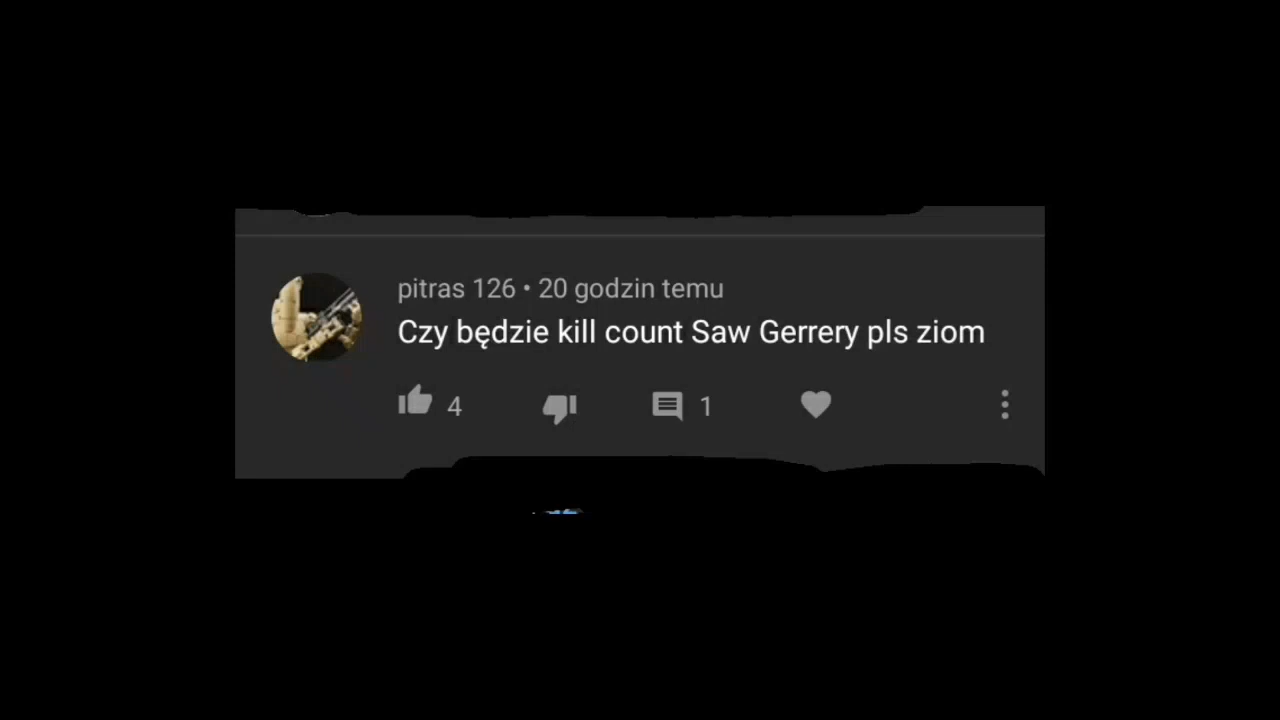 pitras 126 • 20 godzin temu
Czy będzie kill count Saw Gerrery pls ziom
4 1